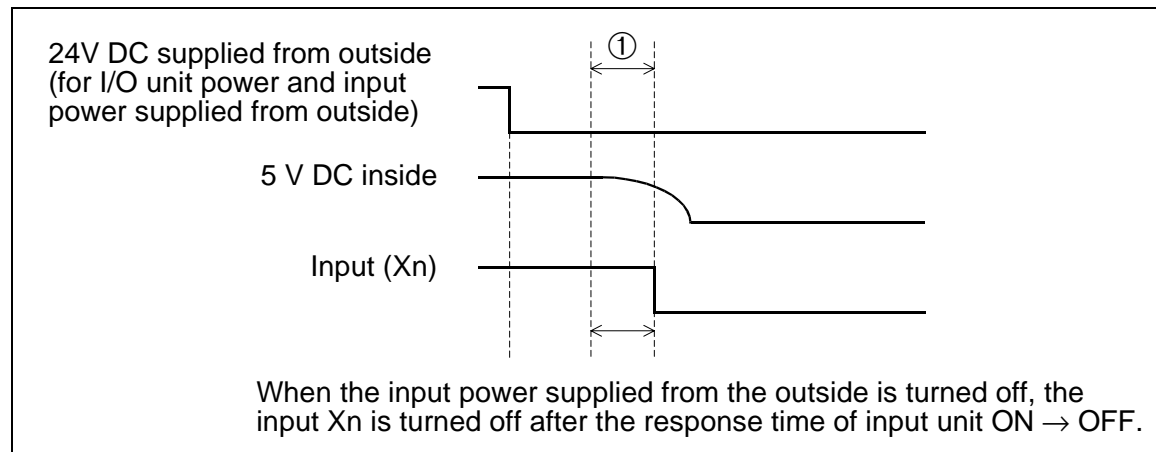 24V DC supplied from outside
(for I/O unit power and input
power supplied from outside)
①
5 V DC inside
Input (Xn)
When the input power supplied from the outside is turned off, the
input Xn is turned off after the response time of input unit ON → OFF.